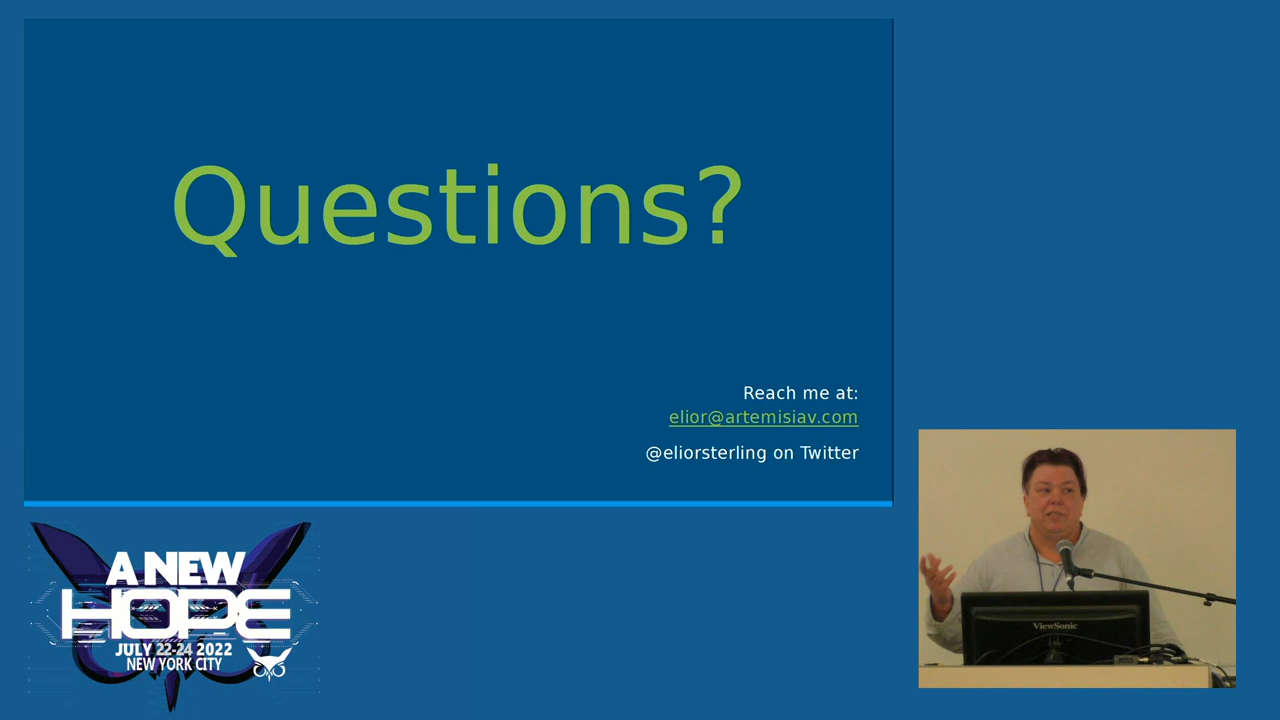 Questions?
Reach me at:
elior@artemisiav.com
@eliorsterling on Twitter
A NEW
HOPE
JULY 22-24 2022
NEW YORK CITY
ViewSonic